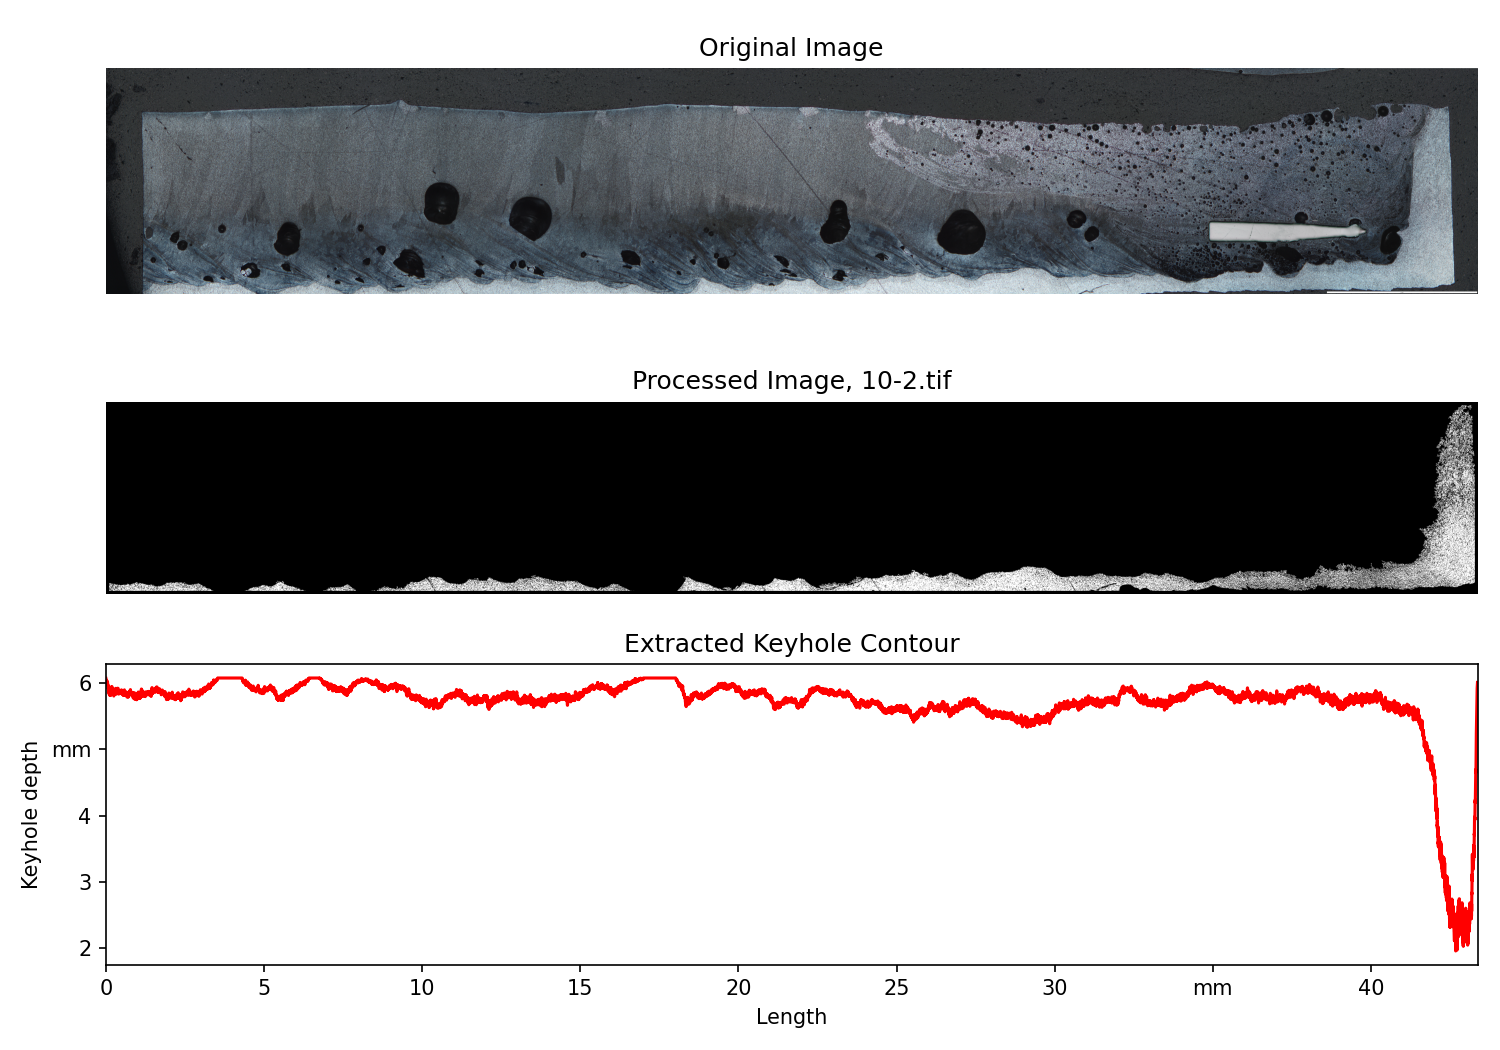 Original Image
Processed Image, 10-2.tif
Extracted Keyhole Contour
Keyhole depth
6
mm
4
3
2
0 5 10 15 20 25 30 mm 40
Length